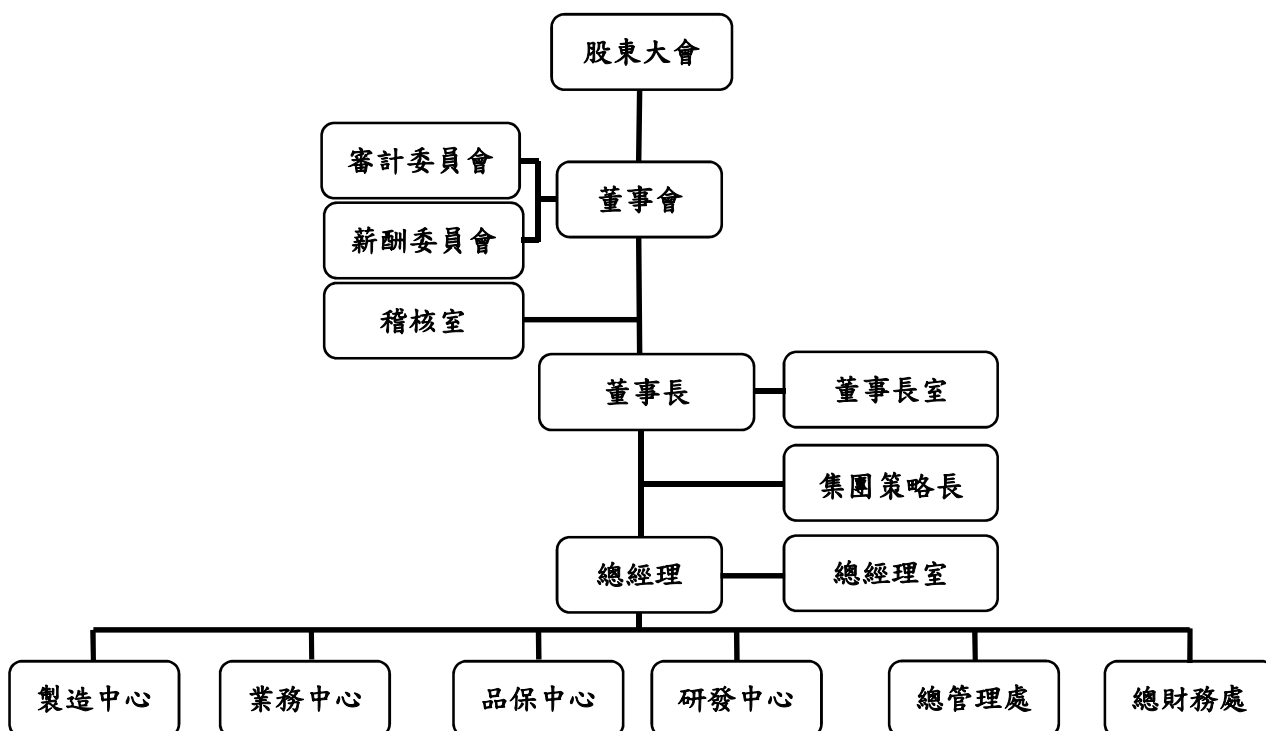 股東大會
審計委員會
董事會
薪酬委員會
稽核室
董事長
董事長室
集團策略長
總經理
總經理室
製造中心
業務中心
品保中心
研發中心
總管理處
總財務處